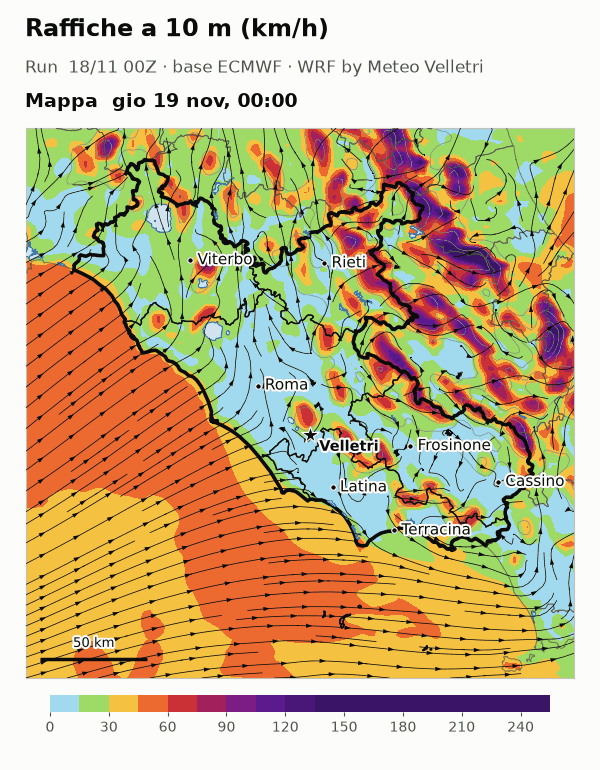 Raffiche a 10 m (km/h)
Run 18/11 00Z · base ECMWF · WRF by Meteo Velletri
Mappa gio 19 nov, 00:00
Viterbo
Rieti
Roma
Velletri
Frosinone
Latina
Cassino
Terracina
50 km
0 30 60 90 120 150 180 210 240